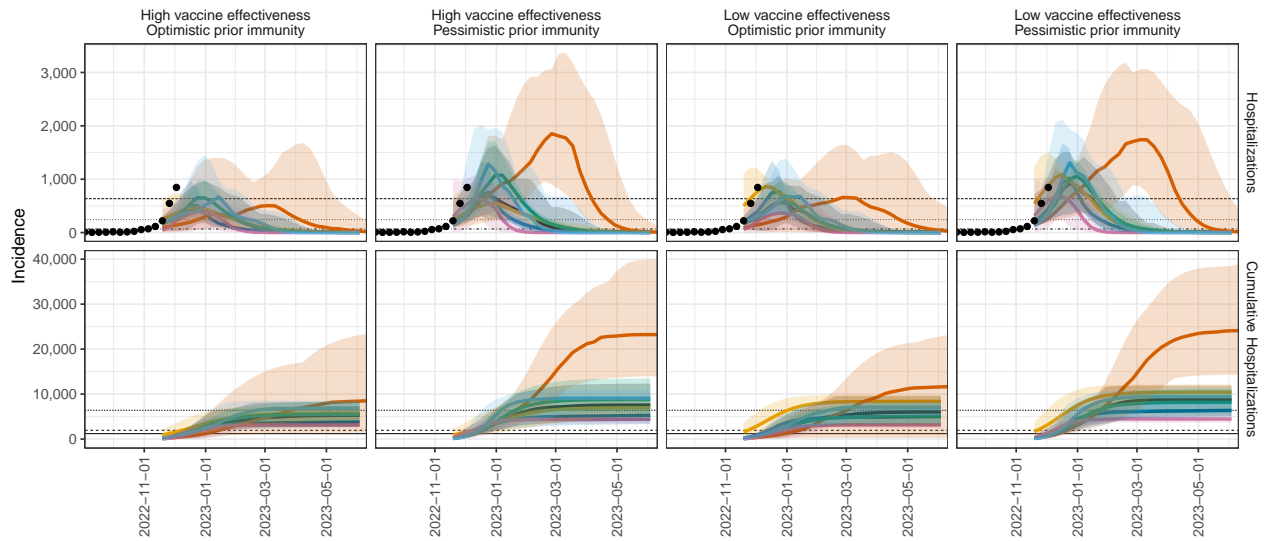 High vaccine effectiveness
Optimistic prior immunity
High vaccine effectiveness
Pessimistic prior immunity
Low vaccine effectiveness
Optimistic prior immunity
Low vaccine effectiveness
Pessimistic prior immunity
Incidence
3,000
2,000
1,000
0
Hospitalizations
40,000
30,000
20,000
10,000
0
Cumulative Hospitalizations
2022−11−01
2023−01−01
2023−03−01
2023−05−01
2022−11−01
2023−01−01
2023−03−01
2023−05−01
2022−11−01
2023−01−01
2023−03−01
2023−05−01
2022−11−01
2023−01−01
2023−03−01
2023−05−01